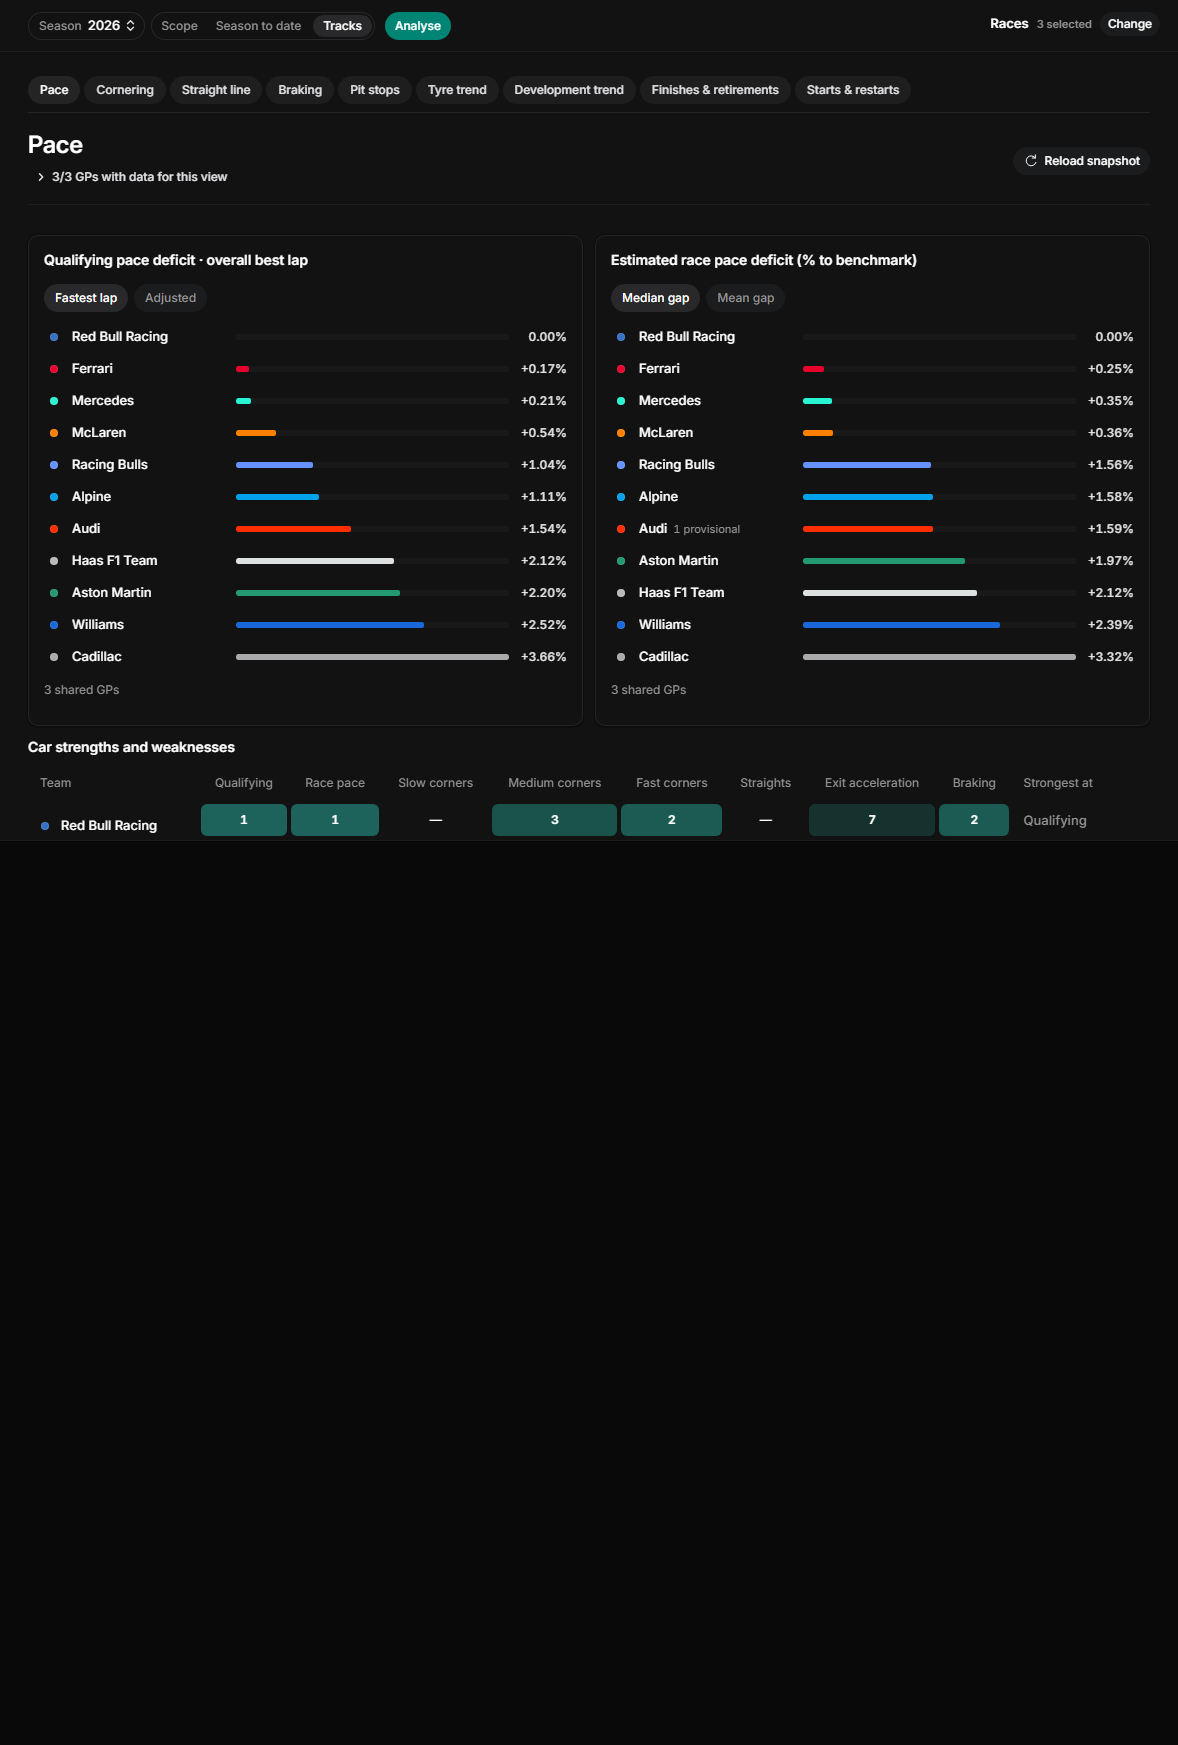 Season 2026 Scope Season to date Tracks Analyse Races 3 selected Change
Pace Cornering Straight line Braking Pit stops Tyre trend Development trend Finishes & retirements Starts & restarts
Pace
3/3 GPs with data for this view
Reload snapshot
Qualifying pace deficit · overall best lap
Fastest lap Adjusted
Red Bull Racing 0.00%
Ferrari +0.17%
Mercedes +0.21%
McLaren +0.54%
Racing Bulls +1.04%
Alpine +1.11%
Audi +1.54%
Haas F1 Team +2.12%
Aston Martin +2.20%
Williams +2.52%
Cadillac +3.66%
3 shared GPs
Estimated race pace deficit (% to benchmark)
Median gap Mean gap
Red Bull Racing 0.00%
Ferrari +0.25%
Mercedes +0.35%
McLaren +0.36%
Racing Bulls +1.56%
Alpine +1.58%
Audi 1 provisional +1.59%
Aston Martin +1.97%
Haas F1 Team +2.12%
Williams +2.39%
Cadillac +3.32%
3 shared GPs
Car strengths and weaknesses
Team Qualifying Race pace Slow corners Medium corners Fast corners Straights Exit acceleration Braking Strongest at
Red Bull Racing 1 1 — 3 2 — 7 2 Qualifying